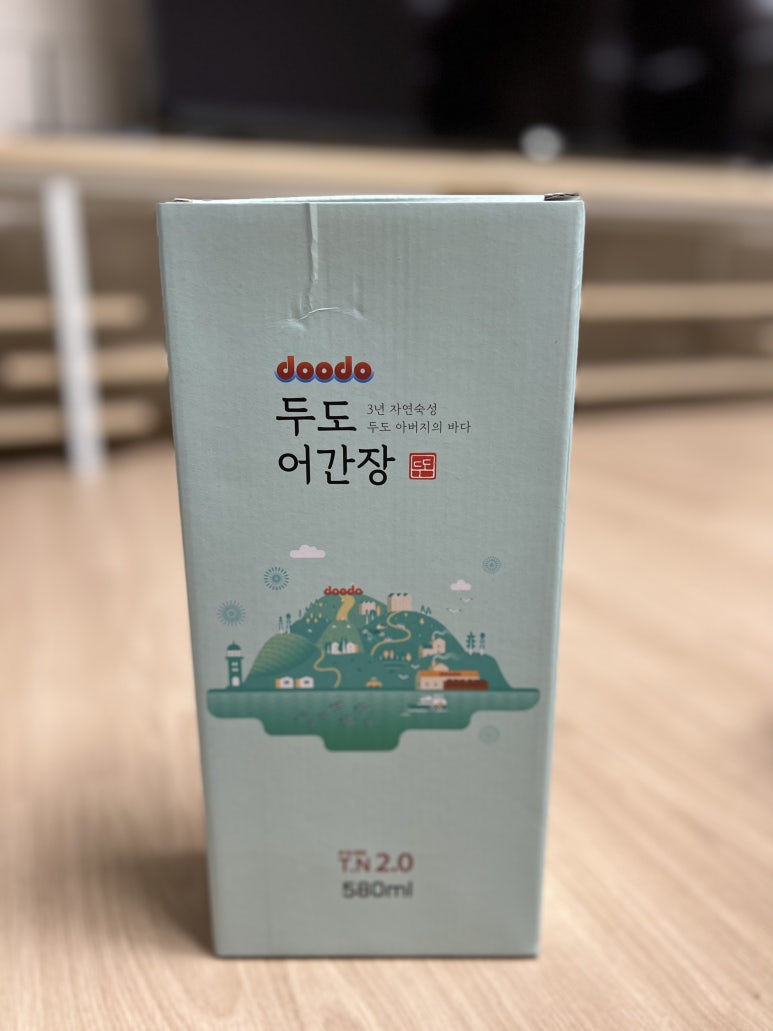 doodo
두도 3년 자연숙성
두도 아버지의 바다
어간장 두도
doodo
T.N 2.0
580ml